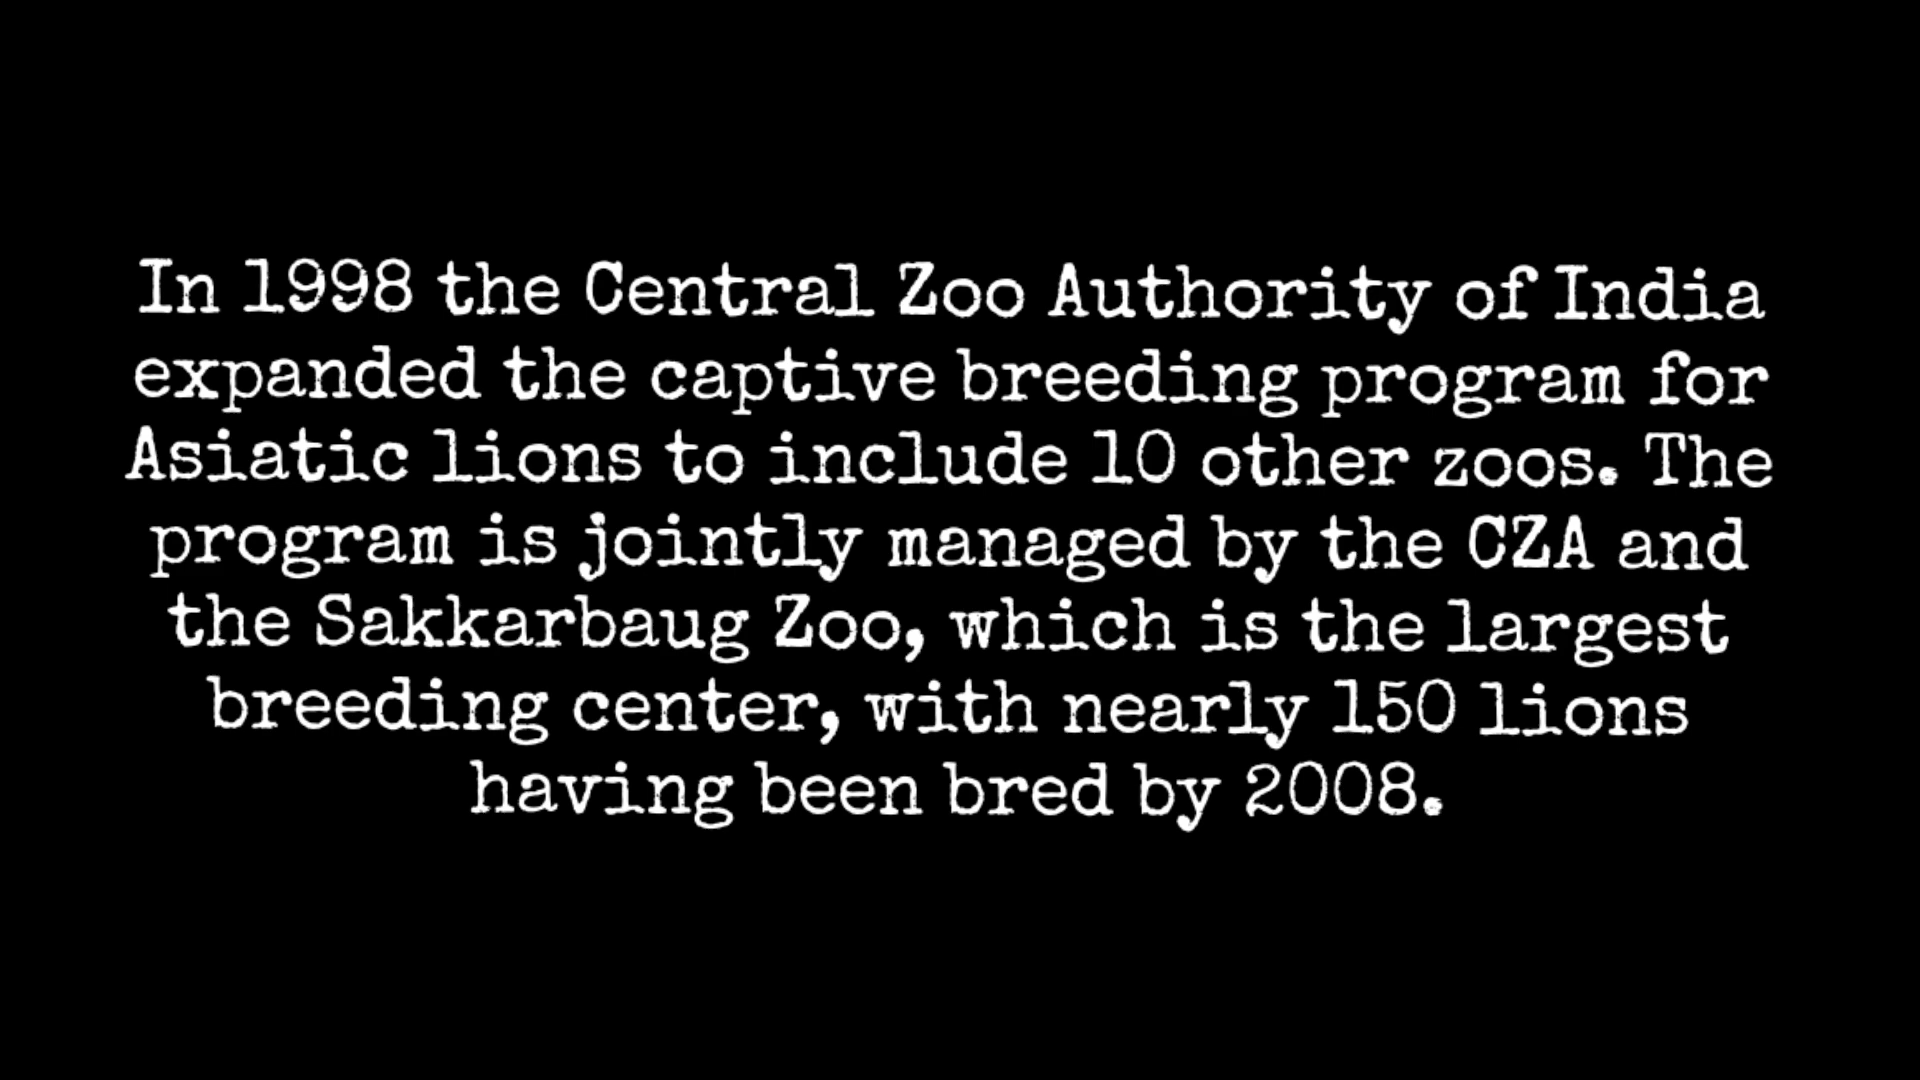 In 1998 the Central Zoo Authority of India
expanded the captive breeding program for
Asiatic lions to include 10 other zoos. The
program is jointly managed by the CZA and
the Sakkarbaug Zoo, which is the largest
breeding center, with nearly 150 lions
having been bred by 2008.